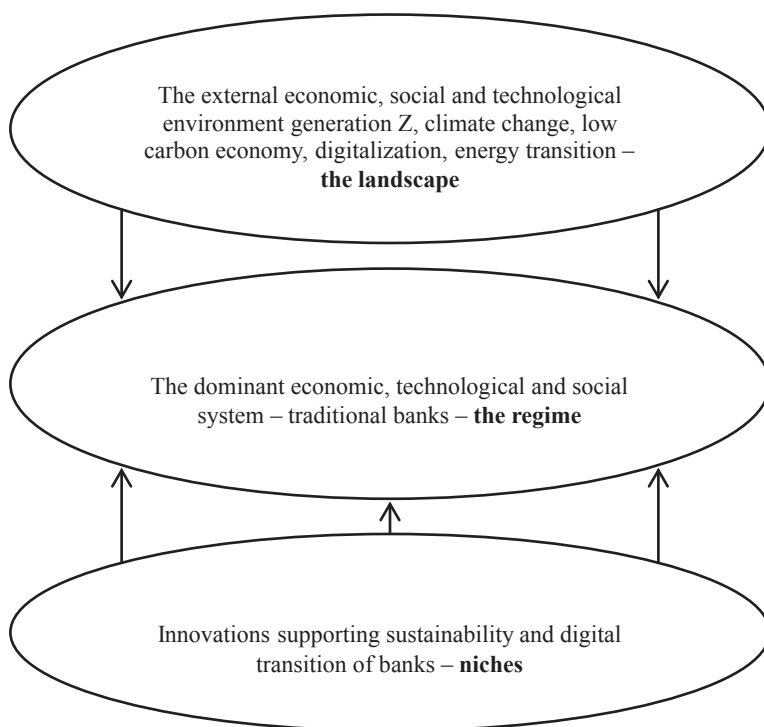 The external economic, social and technological
environment generation Z, climate change, low
carbon economy, digitalization, energy transition –
the landscape
The dominant economic, technological and social
system – traditional banks – the regime
Innovations supporting sustainability and digital
transition of banks – niches